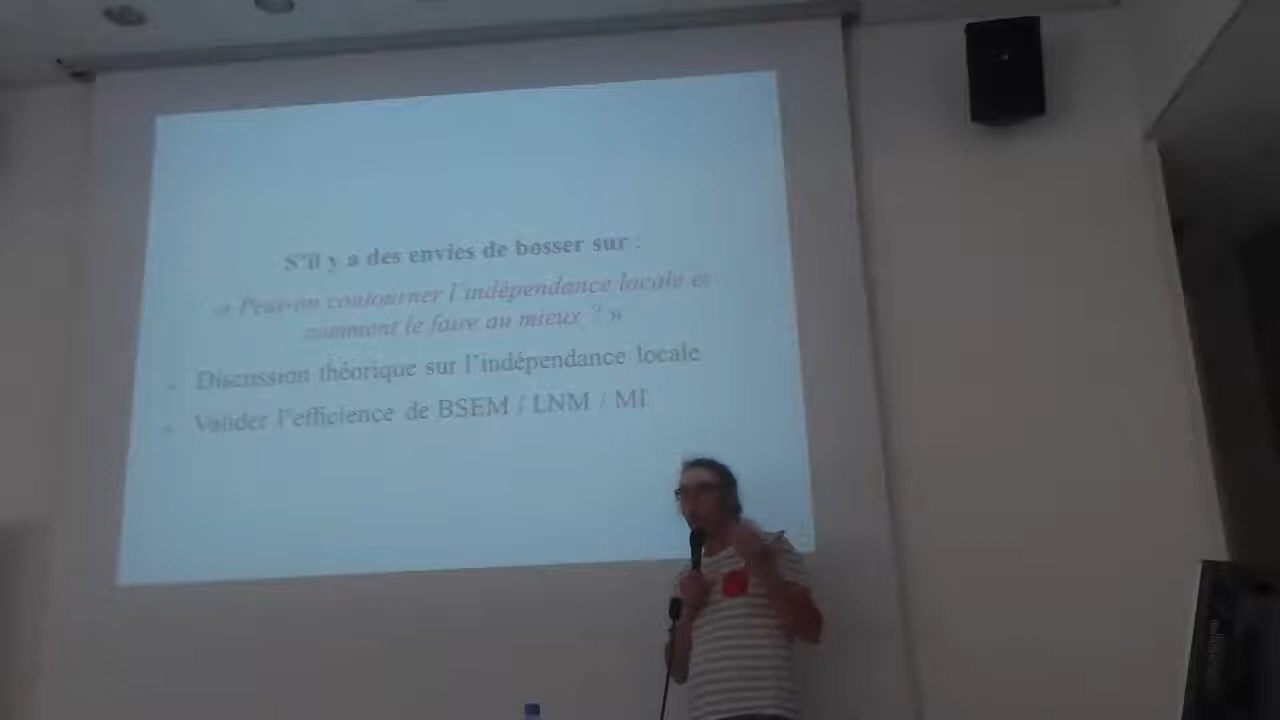 S'il y a des envies de bosser sur :
« Peut-on contourner l'indépendance locale et
comment le faire au mieux ? »
- Discussion théorique sur l'indépendance locale
- Valider l'efficience de BSEM / LNM / MI